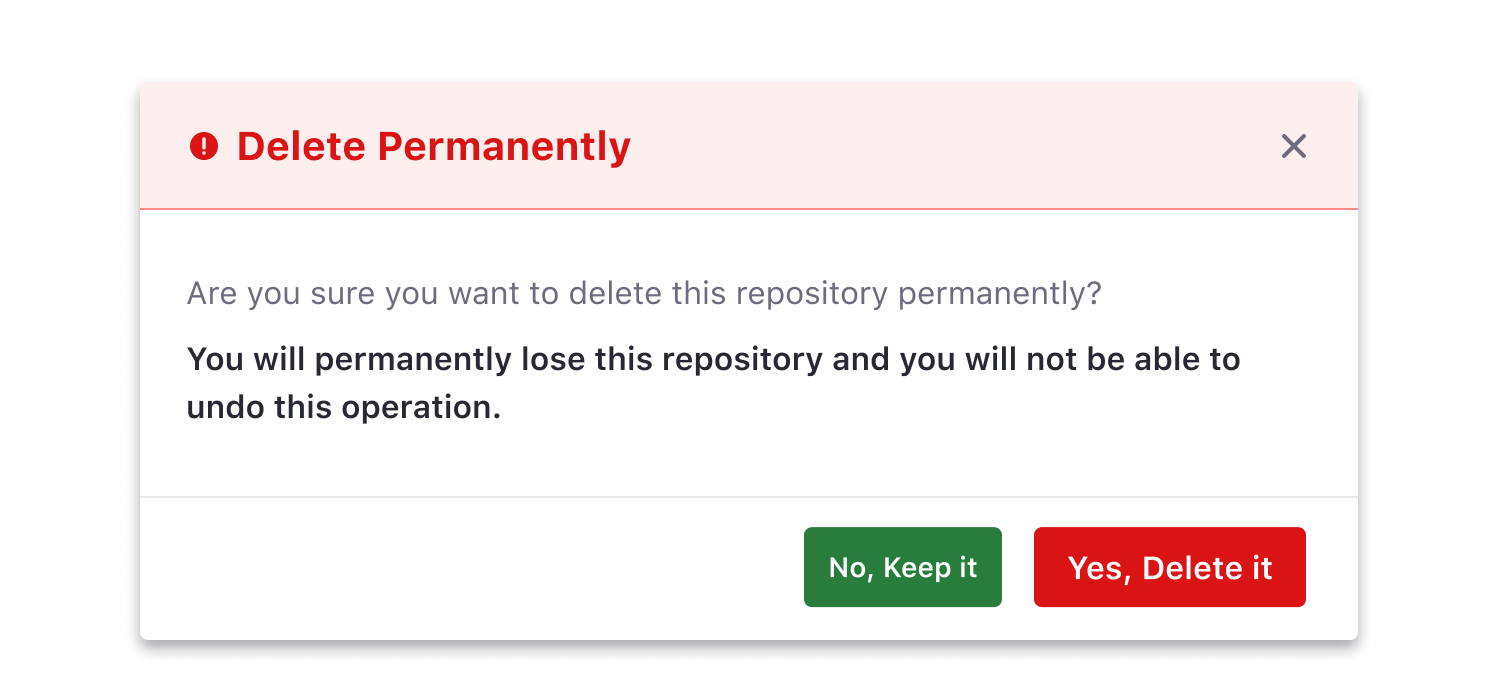 Delete Permanently
Are you sure you want to delete this repository permanently?
You will permanently lose this repository and you will not be able to
undo this operation.
No, Keep it
Yes, Delete it